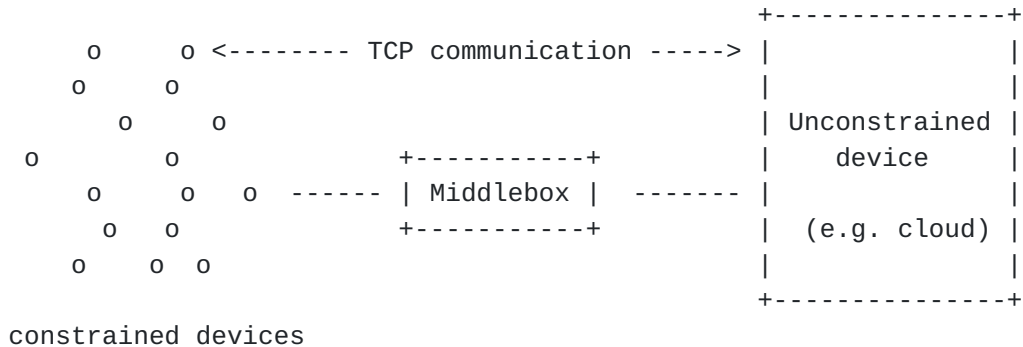 +---------------+
o o <-------- TCP communication -----> | |
o o | |
o o | Unconstrained |
o o +-----------+ | device |
o o o ------ | Middlebox | ------- | |
o o +-----------+ | (e.g. cloud) |
o o o | |
+---------------+
constrained devices